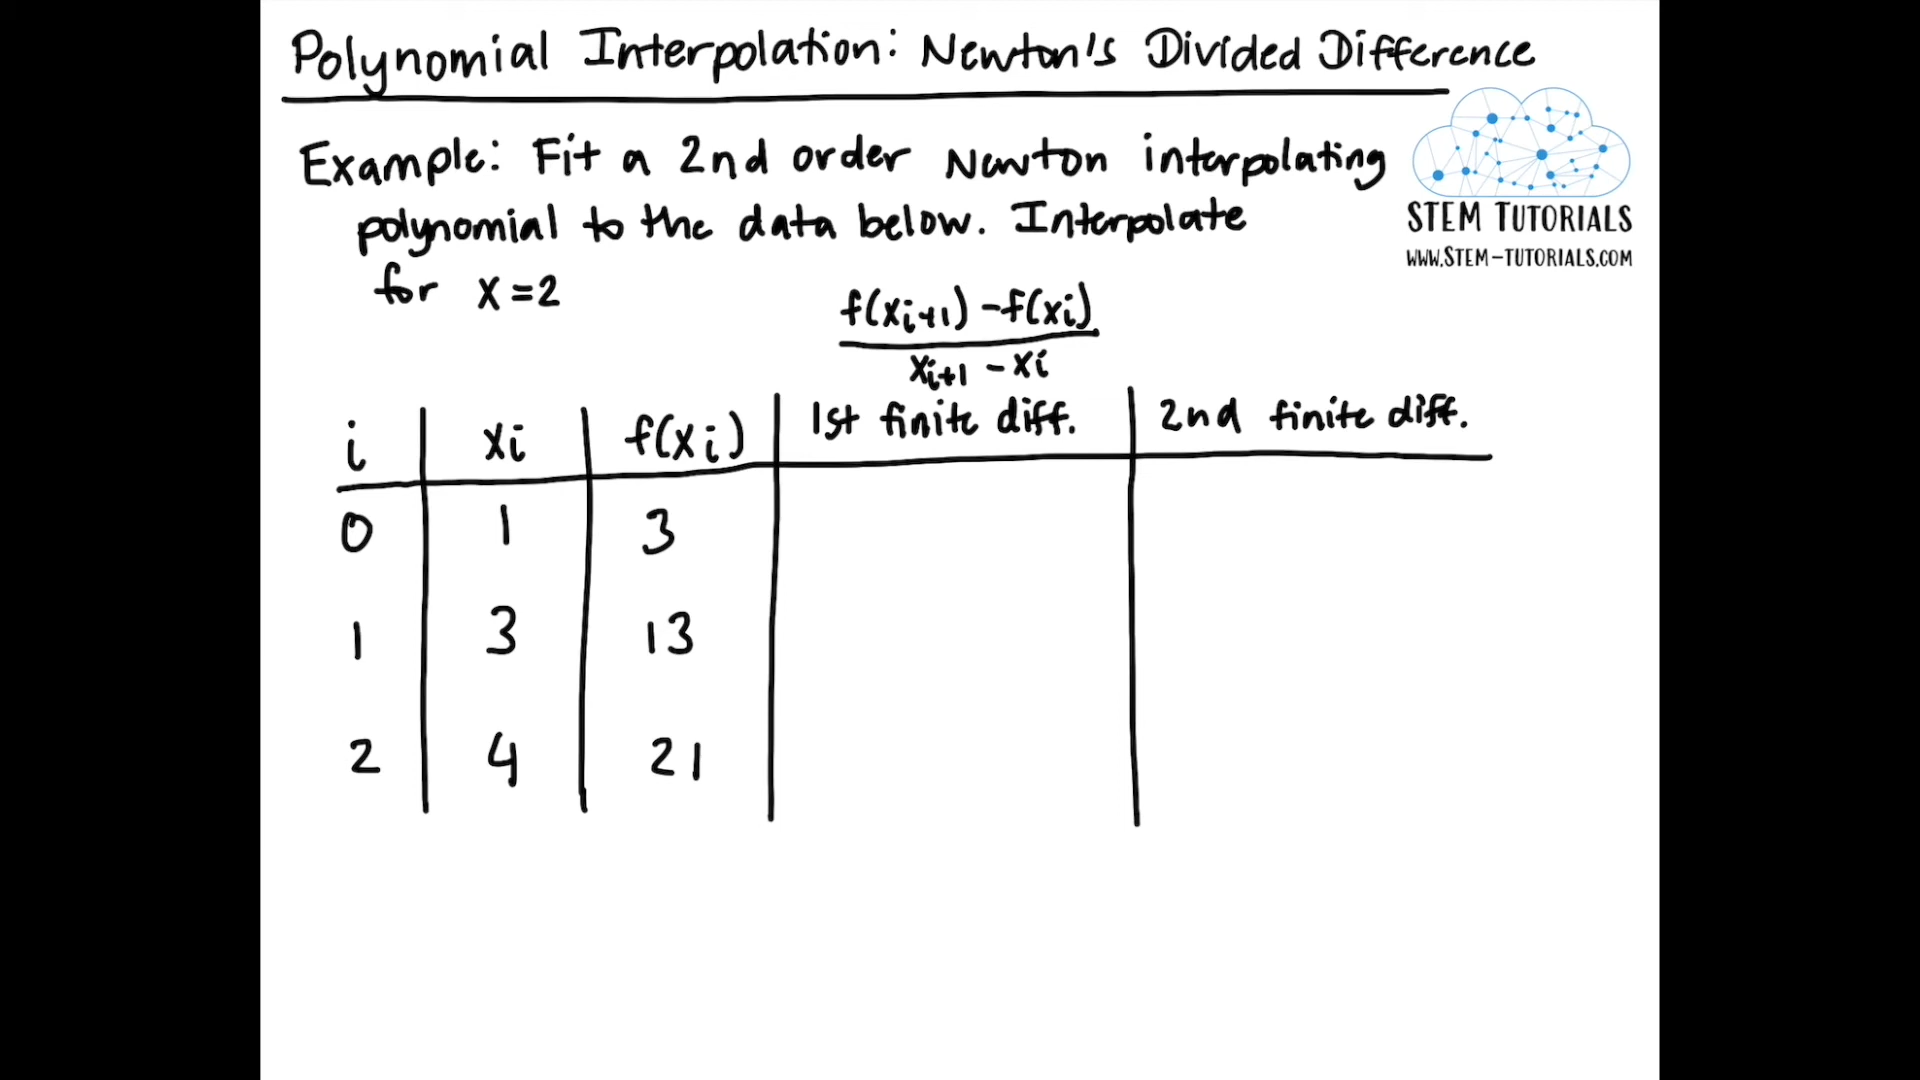 Polynomial Interpolation: Newton's Divided Difference
Example: Fit a 2nd order Newton interpolating
polynomial to the data below. Interpolate
for x=2
STEM TUTORIALS
WWW.STEM-TUTORIALS.COM
f(xi+1) - f(xi)
xi+1 - xi
i xi f(xi) 1st finite diff. 2nd finite diff.
0 1 3
1 3 13
2 4 21